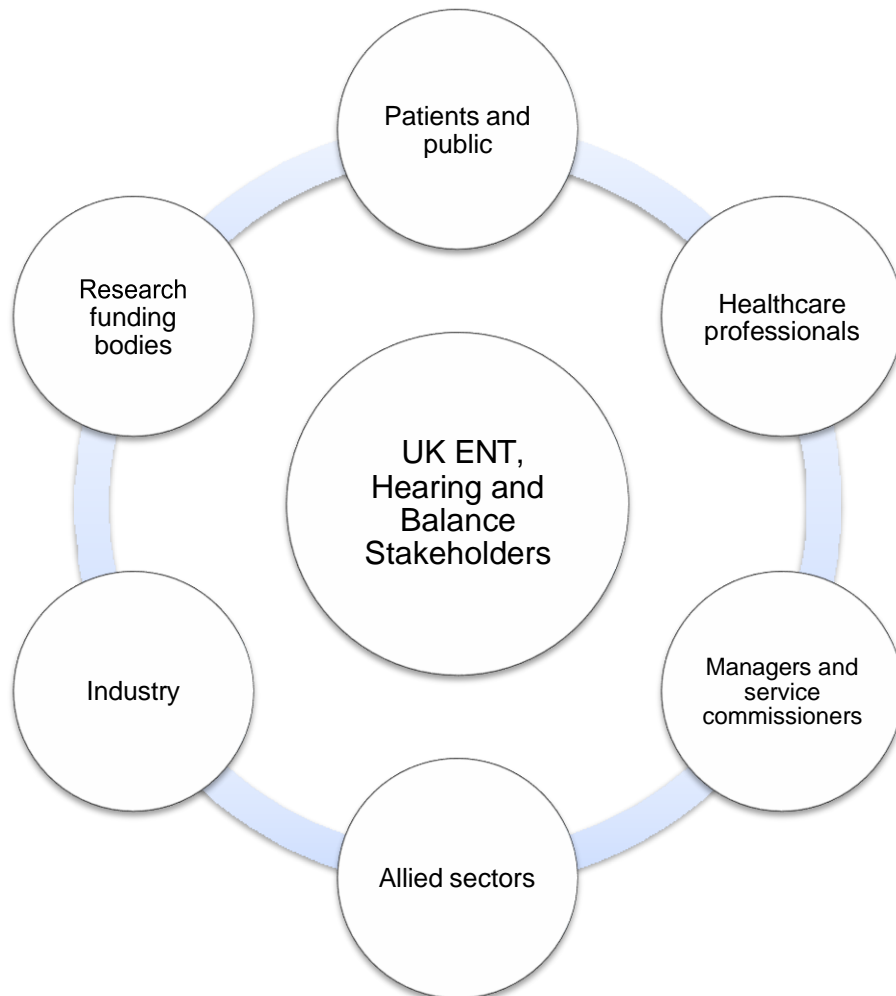 Patients and
public
Healthcare
professionals
Research
funding
bodies
UK ENT,
Hearing and
Balance
Stakeholders
Managers and
service
commissioners
Industry
Allied sectors